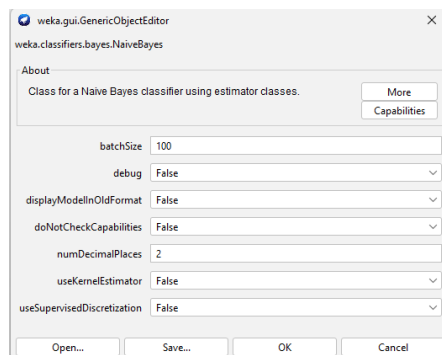 weka.gui.GenericObjectEditor
weka.classifiers.bayes.NaiveBayes
About
Class for a Naive Bayes classifier using estimator classes.
More
Capabilities
batchSize 100
debug False
displayModelInOldFormat False
doNotCheckCapabilities False
numDecimalPlaces 2
useKernelEstimator False
useSupervisedDiscretization False
Open... Save... OK Cancel